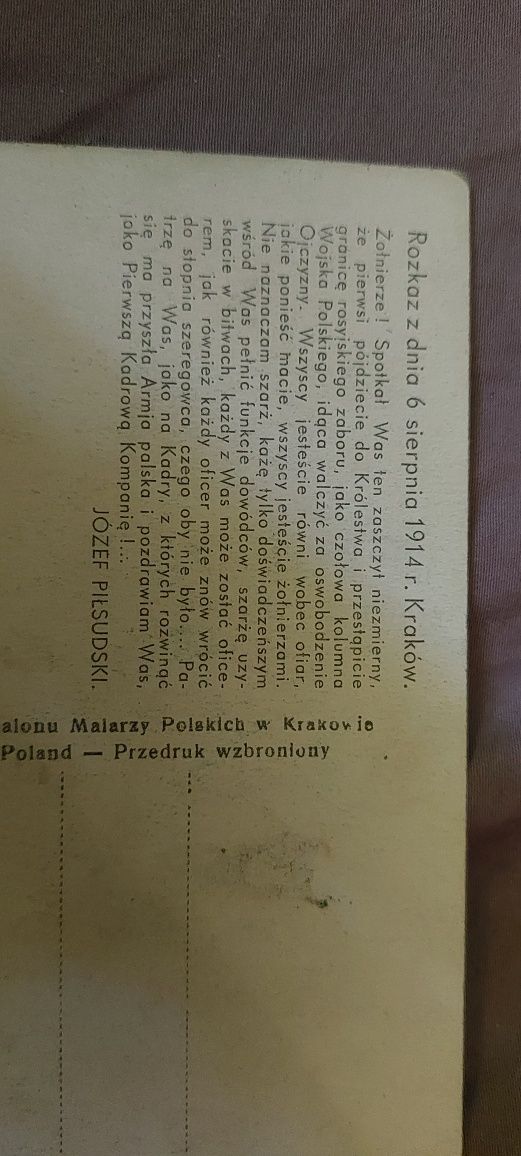 Rozkaz z dnia 6 sierpnia 1914 r. Kraków.
Żołnierze! Spotkał Was ten zaszczyt niezmierny,
że pierwsi pójdziecie do Królestwa i przestąpicie
granicę rosyjskiego zaboru, jako czołowa kolumna
Wojska Polskiego, idąca walczyć za oswobodzenie
Ojczyzny. Wszyscy jesteście równi wobec ofiar,
jakie ponieść macie, wszyscy jesteście żołnierzami.
Nie naznaczam szarż, każę tylko doświadczeńszym
wśród Was pełnić funkcje dowódców, szarżę uzy-
skacie w bitwach, każdy z Was może zostać ofice-
rem, jak również każdy oficer może znów wrócić
do stopnia szeregowca, czego oby nie było.... Pa-
trzę na Was, jako na Kadry, z których rozwinąć
się ma przyszła Armja polska i pozdrawiam Was,
jako Pierwszą Kadrową Kompanię!...
JÓZEF PIŁSUDSKI.
alonu Malarzy Polskich w Krakowie
Poland — Przedruk wzbroniony